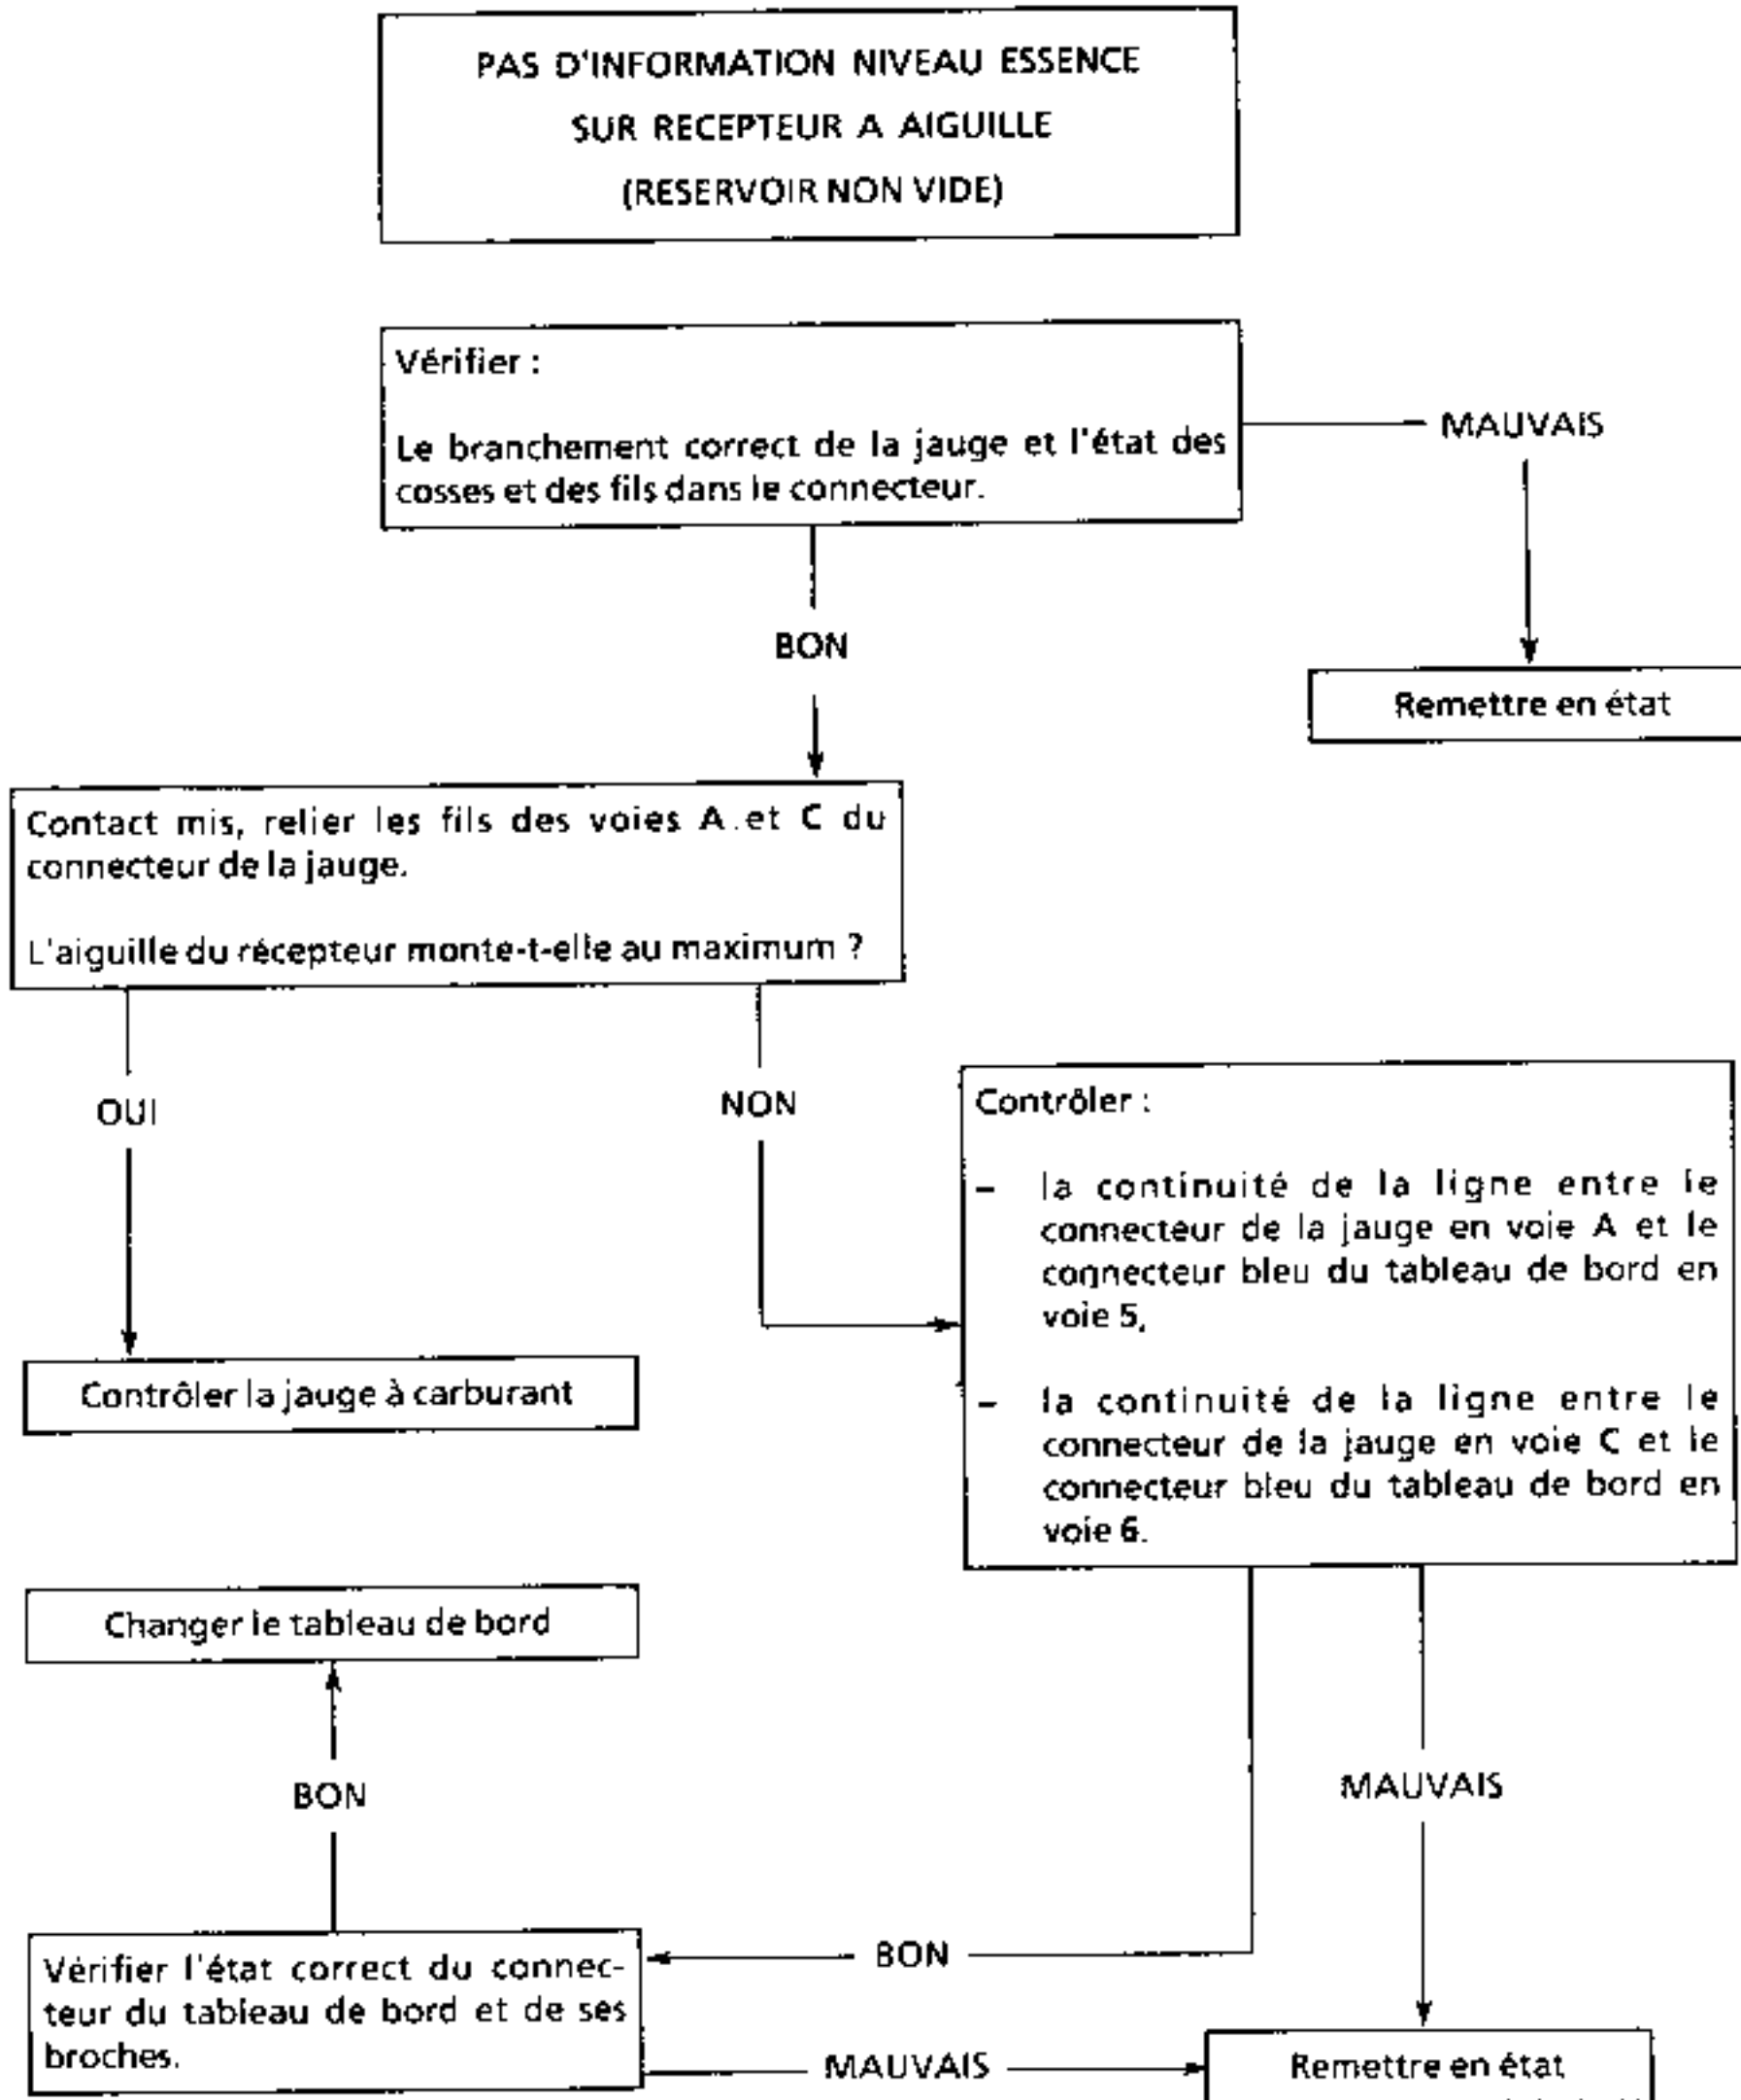 PAS D'INFORMATION NIVEAU ESSENCE
SUR RECEPTEUR A AIGUILLE
(RESERVOIR NON VIDE)
Vérifier :
Le branchement correct de la jauge et l'état des
cosses et des fils dans le connecteur.
MAUVAIS
BON
Remettre en état
Contact mis, relier les fils des voies A et C du
connecteur de la jauge.
L'aiguille du récepteur monte-t-elle au maximum ?
OUI
NON
Contrôler :
– la continuité de la ligne entre le
connecteur de la jauge en voie A et le
connecteur bleu du tableau de bord en
voie 5,
– la continuité de la ligne entre le
connecteur de la jauge en voie C et le
connecteur bleu du tableau de bord en
voie 6.
Contrôler la jauge à carburant
Changer le tableau de bord
BON
MAUVAIS
BON
Vérifier l'état correct du connec-
teur du tableau de bord et de ses
broches.
MAUVAIS
Remettre en état